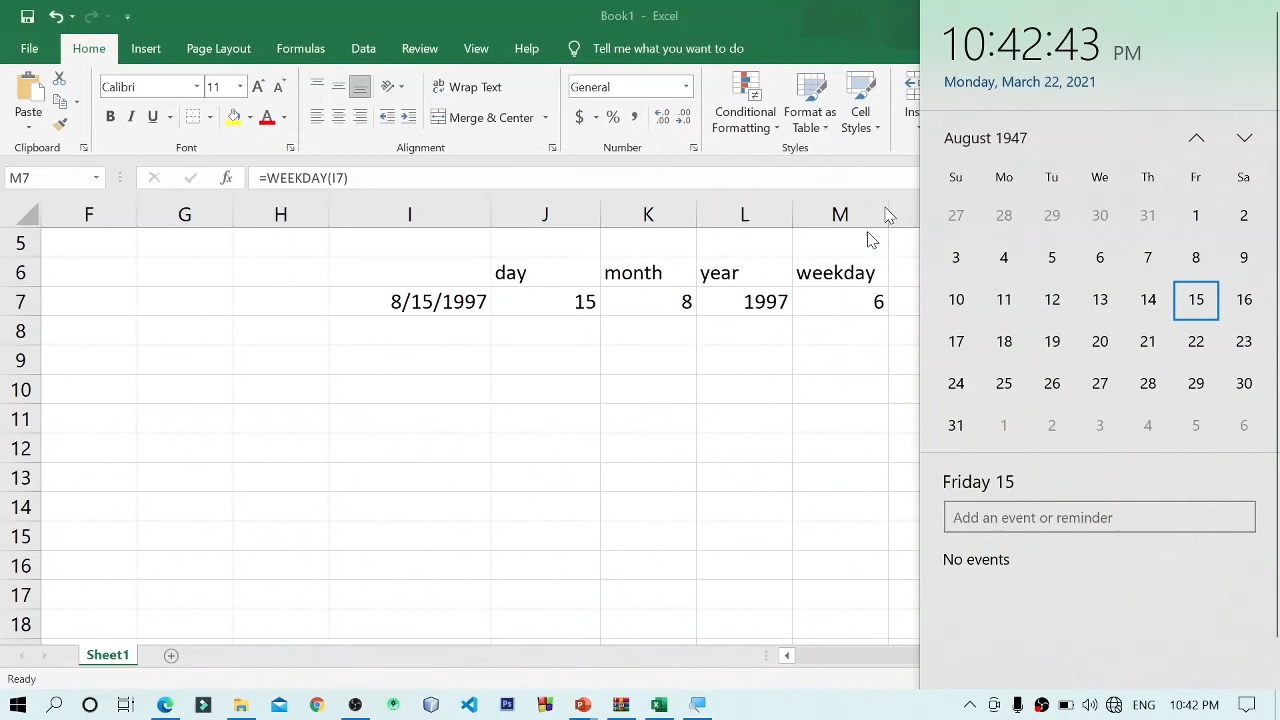 Book1 - Excel
File Home Insert Page Layout Formulas Data Review View Help Tell me what you want to do
Calibri 11 A A General
Paste B I U A Wrap Text Merge & Center $ % , Conditional Formatting Format as Table Cell Styles Ins
Clipboard Font Alignment Number Styles
M7 fx =WEEKDAY(I7)
F G H I J K L M
5
6 day month year weekday
7 8/15/1997 15 8 1997 6
8
9
10
11
12
13
14
15
16
17
18
Sheet1
Ready
10:42:43 PM
Monday, March 22, 2021
August 1947
Su Mo Tu We Th Fr Sa
27 28 29 30 31 1 2
3 4 5 6 7 8 9
10 11 12 13 14 15 16
17 18 19 20 21 22 23
24 25 26 27 28 29 30
31 1 2 3 4 5 6
Friday 15
Add an event or reminder
No events
ENG 10:42 PM